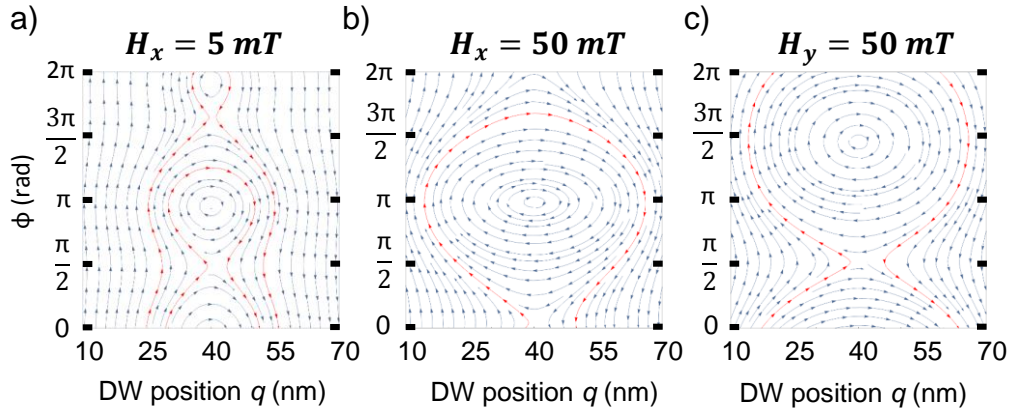 a)
H_x = 5 mT
2π
3π
2
π
π
2
0
ϕ (rad)
10 25 40 55 70
DW position q (nm)
b)
H_x = 50 mT
2π
3π
2
π
π
2
0
10 25 40 55 70
DW position q (nm)
c)
H_y = 50 mT
2π
3π
2
π
π
2
0
10 25 40 55 70
DW position q (nm)